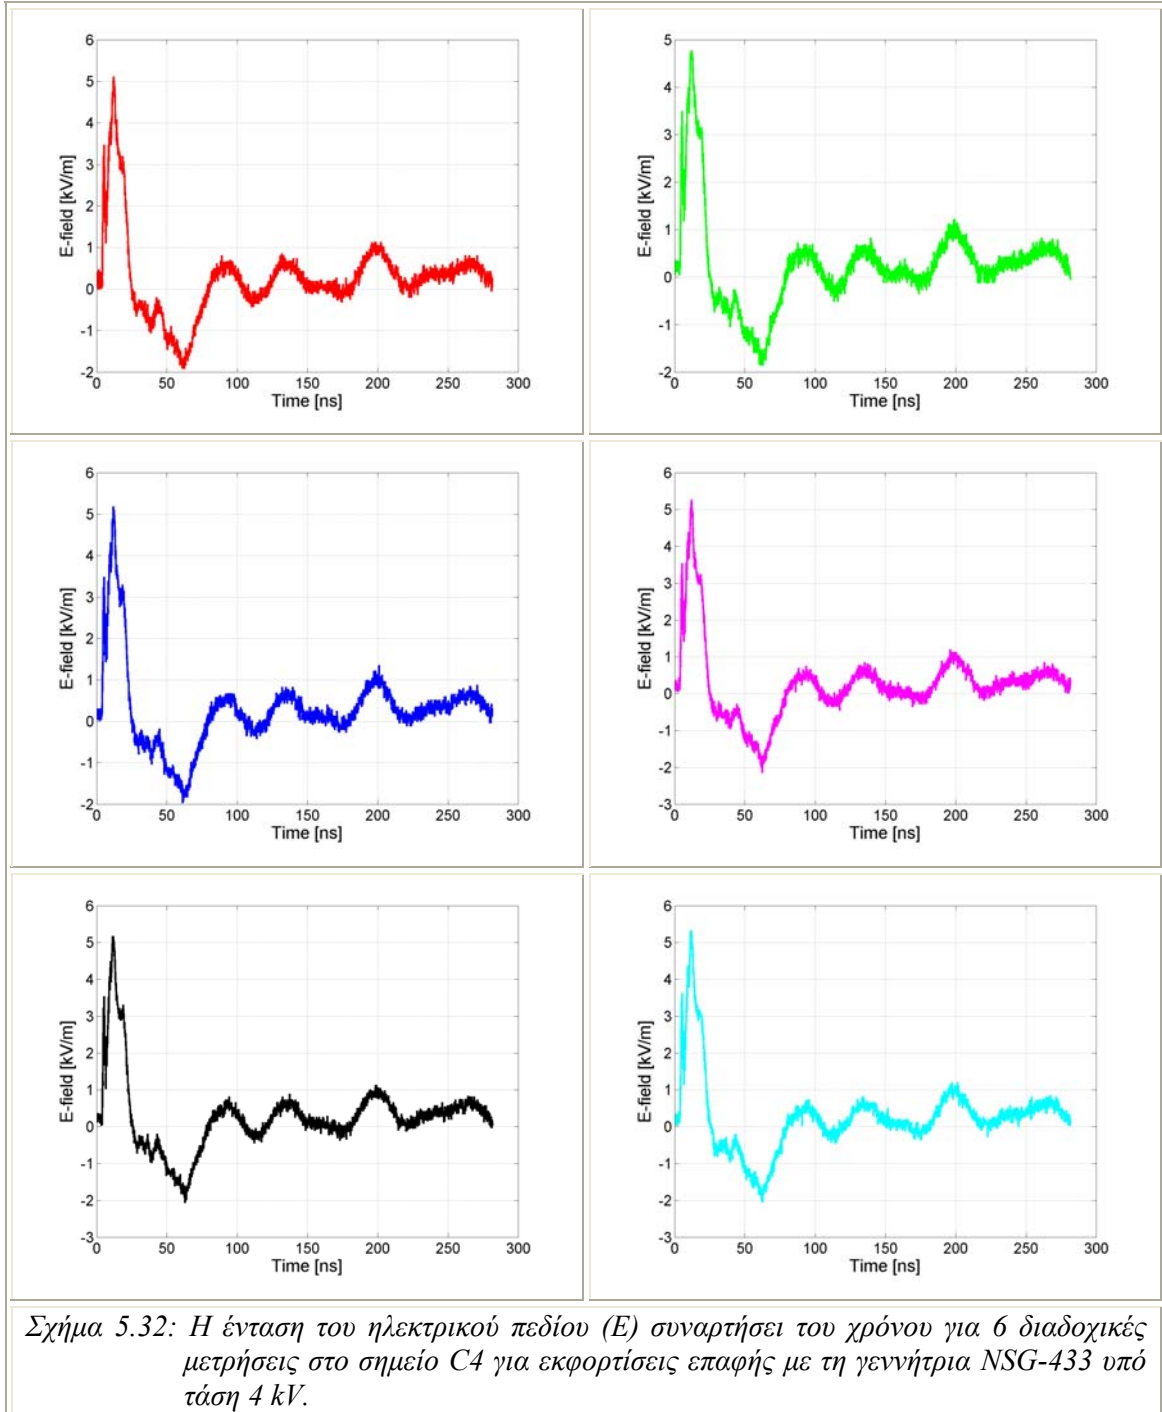 6
5
4
3
2
1
0
-1
-2
E-field [kV/m]
0 50 100 150 200 250 300
Time [ns]
5
4
3
2
1
0
-1
-2
E-field [kV/m]
0 50 100 150 200 250 300
Time [ns]
6
5
4
3
2
1
0
-1
-2
E-field [kV/m]
0 50 100 150 200 250 300
Time [ns]
6
5
4
3
2
1
0
-1
-2
-3
E-field [kV/m]
0 50 100 150 200 250 300
Time [ns]
6
5
4
3
2
1
0
-1
-2
-3
E-field [kV/m]
0 50 100 150 200 250 300
Time [ns]
6
5
4
3
2
1
0
-1
-2
-3
E-field [kV/m]
0 50 100 150 200 250 300
Time [ns]
Σχήμα 5.32: Η ένταση του ηλεκτρικού πεδίου (E) συναρτήσει του χρόνου για 6 διαδοχικές
μετρήσεις στο σημείο C4 για εκφορτίσεις επαφής με τη γεννήτρια NSG-433 υπό
τάση 4 kV.